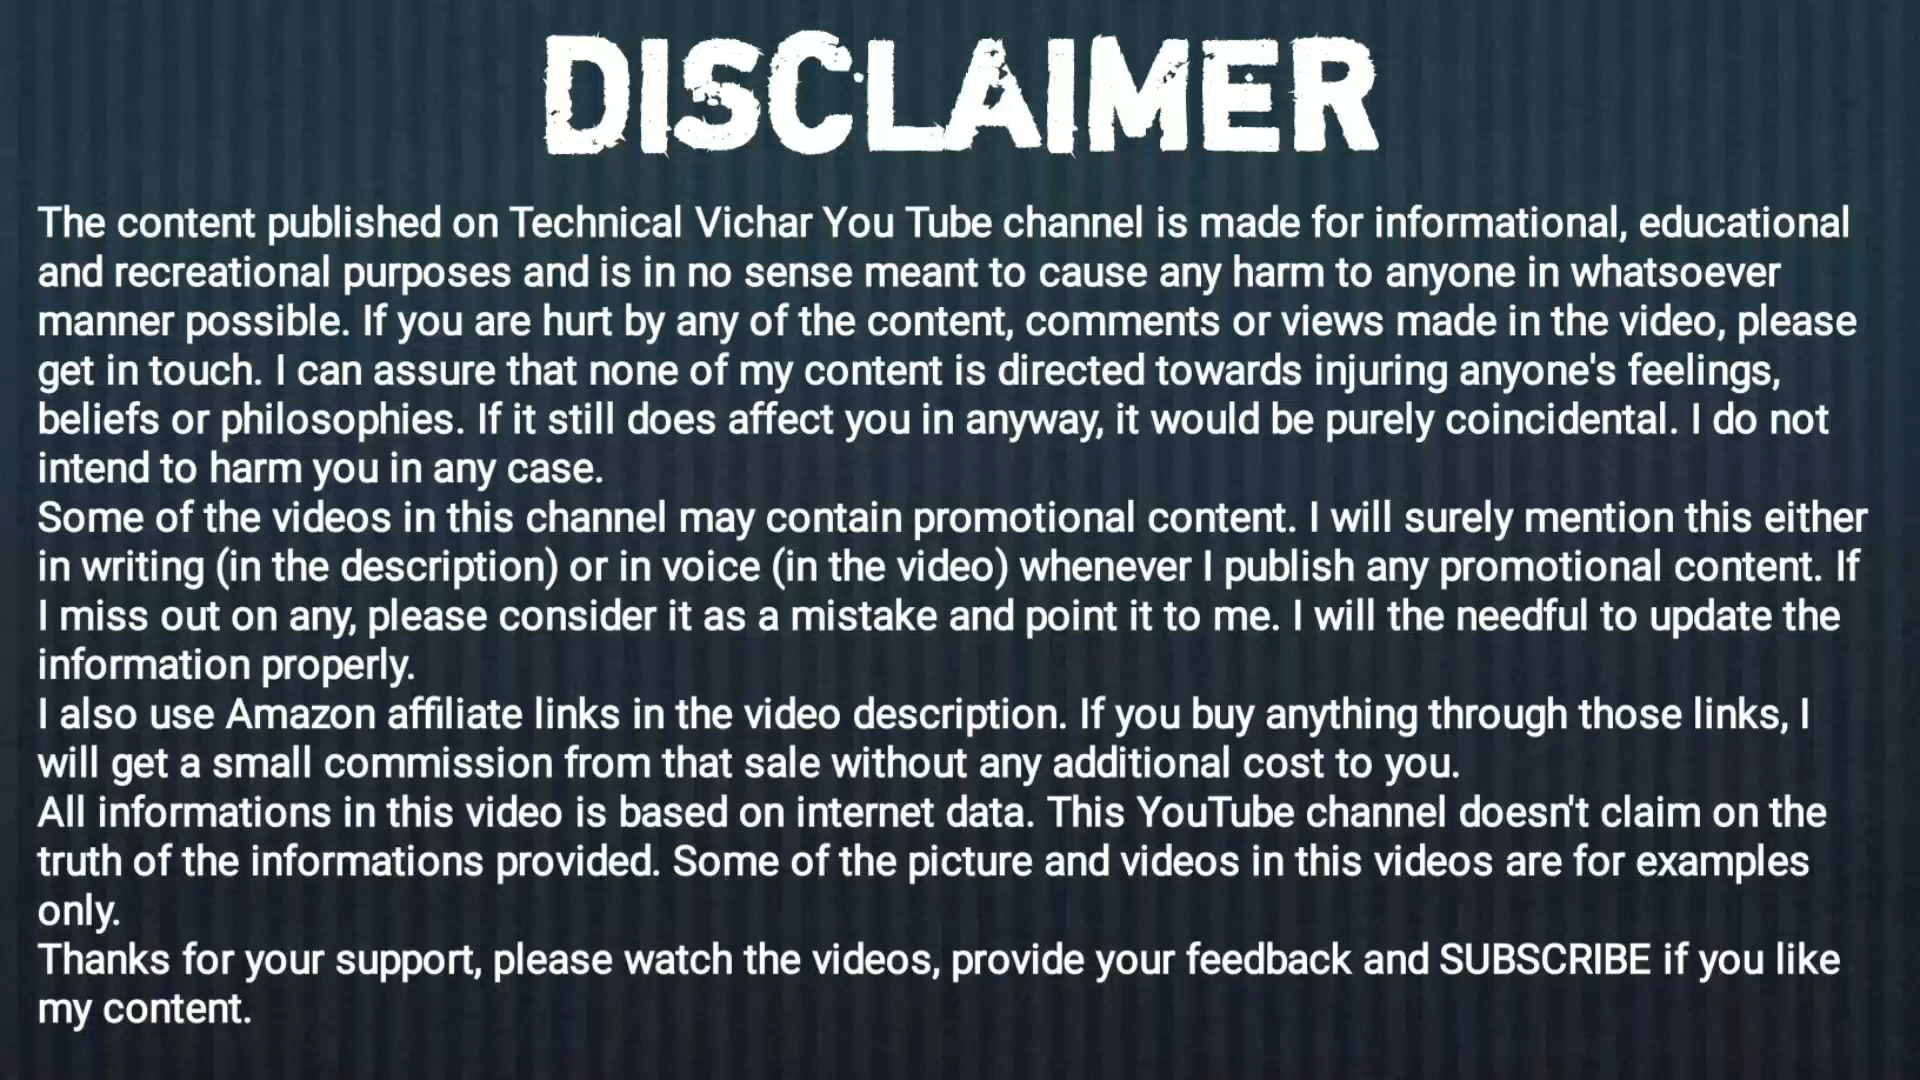 DISCLAIMER
The content published on Technical Vichar You Tube channel is made for informational, educational
and recreational purposes and is in no sense meant to cause any harm to anyone in whatsoever
manner possible. If you are hurt by any of the content, comments or views made in the video, please
get in touch. I can assure that none of my content is directed towards injuring anyone's feelings,
beliefs or philosophies. If it still does affect you in anyway, it would be purely coincidental. I do not
intend to harm you in any case.
Some of the videos in this channel may contain promotional content. I will surely mention this either
in writing (in the description) or in voice (in the video) whenever I publish any promotional content. If
I miss out on any, please consider it as a mistake and point it to me. I will the needful to update the
information properly.
I also use Amazon affiliate links in the video description. If you buy anything through those links, I
will get a small commission from that sale without any additional cost to you.
All informations in this video is based on internet data. This YouTube channel doesn't claim on the
truth of the informations provided. Some of the picture and videos in this videos are for examples
only.
Thanks for your support, please watch the videos, provide your feedback and SUBSCRIBE if you like
my content.